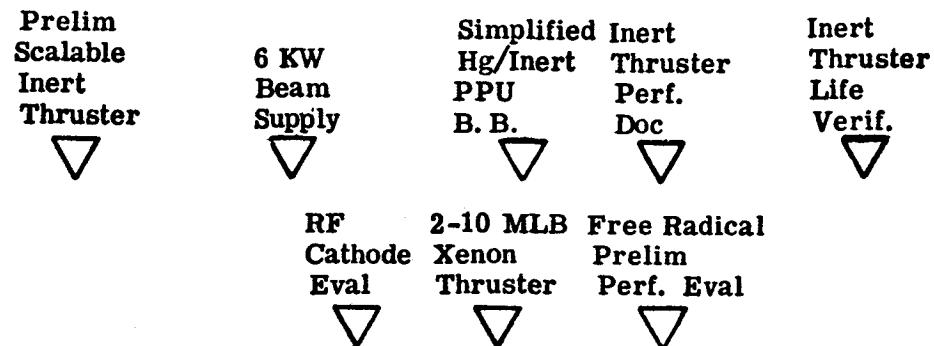 Prelim
Scalable
Inert
Thruster
6 KW
Beam
Supply
Simplified
Hg/Inert
PPU
B. B.
Inert
Thruster
Perf.
Doc
Inert
Thruster
Life
Verif.
RF
Cathode
Eval
2-10 MLB
Xenon
Thruster
Free Radical
Prelim
Perf. Eval